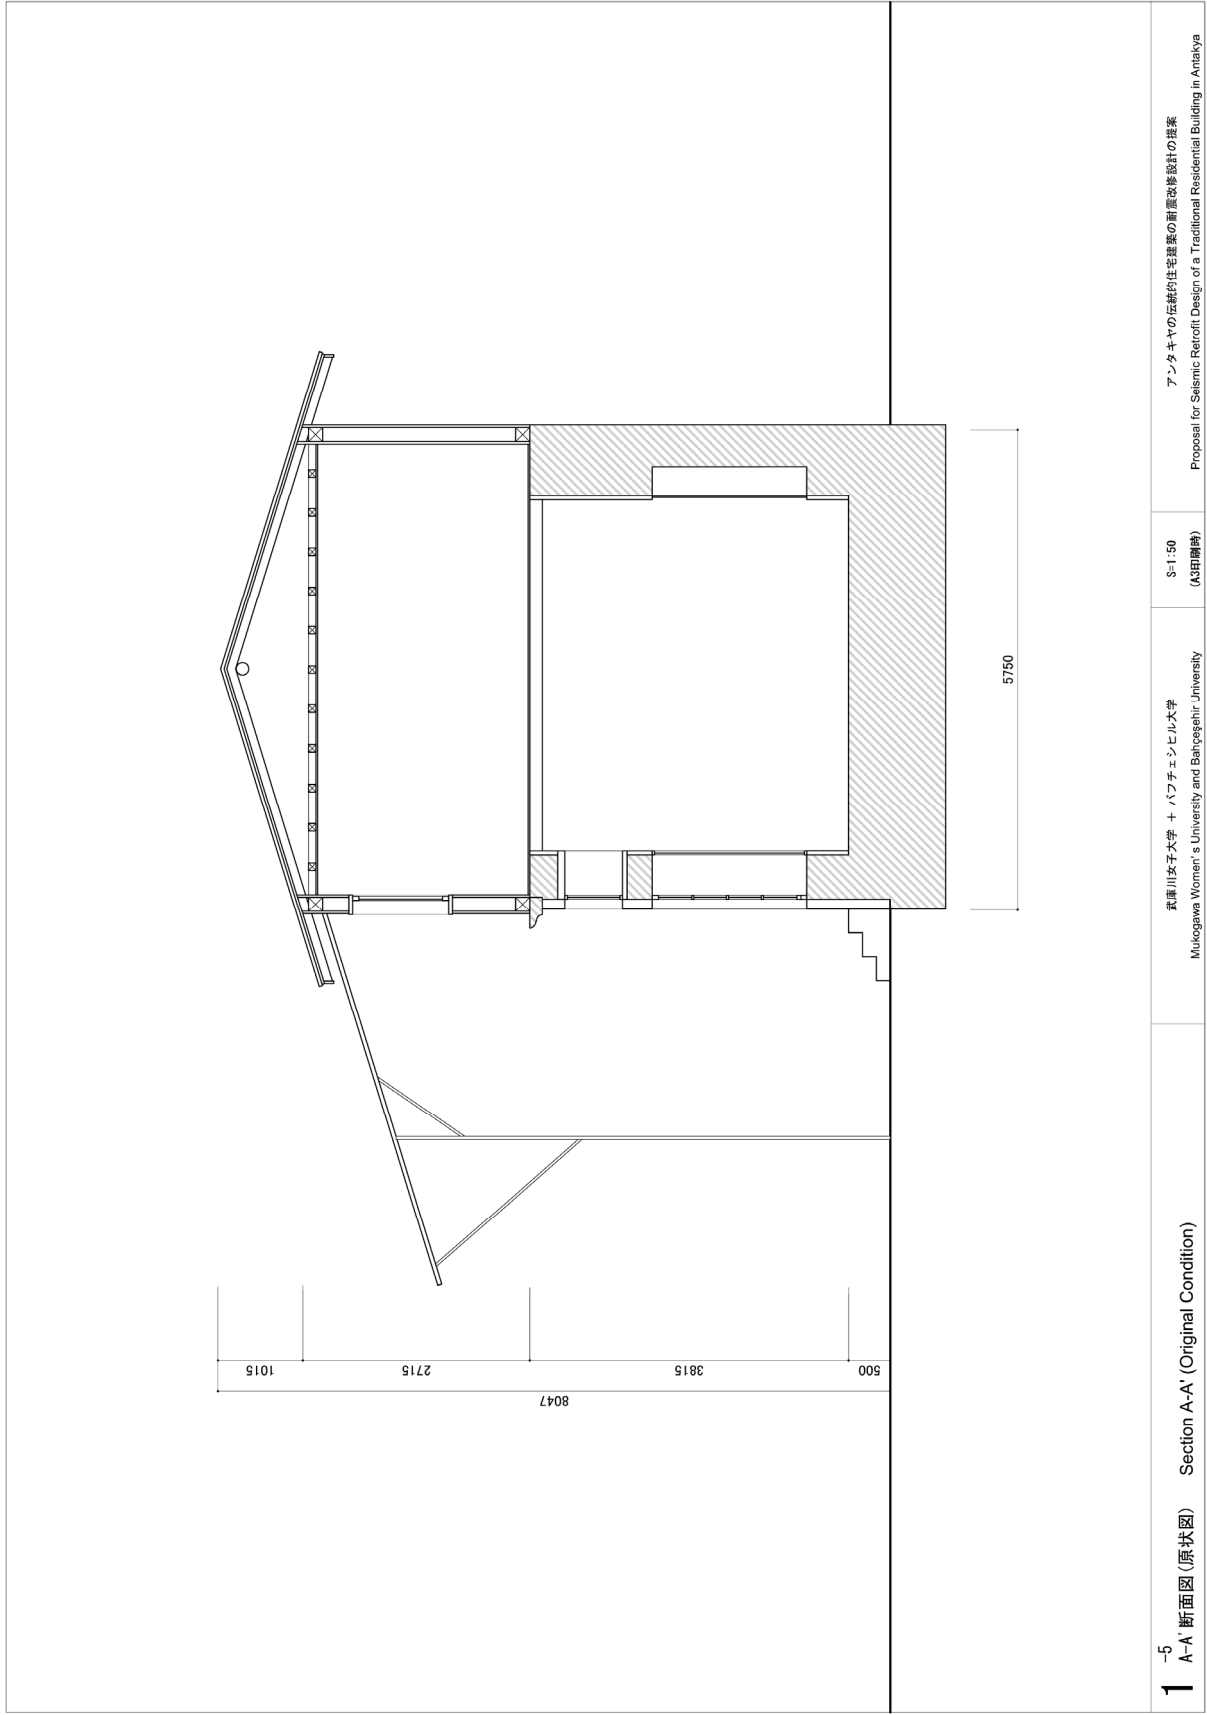 1015
2715
3815
500
8047
5750
1
-5
A-A' 断面図(原状図) Section A-A' (Original Condition)
武庫川女子大学 + バフチェシヒル大学
Mukogawa Women' s University and Bahçeşehir University
S=1:50
(A3印刷時)
アンタキヤの伝統的住宅建築の耐震改修設計の提案
Proposal for Seismic Retrofit Design of a Traditional Residential Building in Antakya